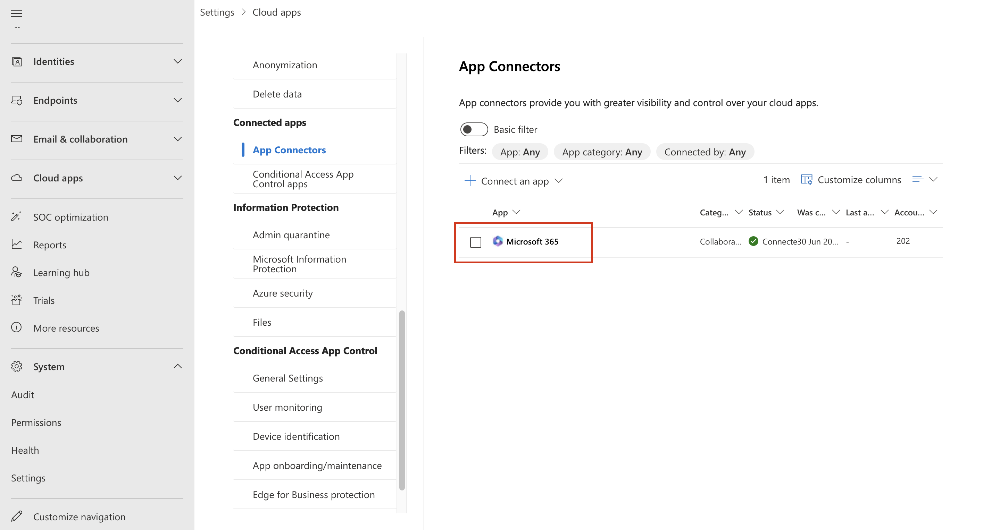 Settings > Cloud apps
Identities
Endpoints
Email & collaboration
Cloud apps
SOC optimization
Reports
Learning hub
Trials
More resources
System
Audit
Permissions
Health
Settings
Customize navigation
Anonymization
Delete data
Connected apps
App Connectors
Conditional Access App
Control apps
Information Protection
Admin quarantine
Microsoft Information
Protection
Azure security
Files
Conditional Access App Control
General Settings
User monitoring
Device identification
App onboarding/maintenance
Edge for Business protection
App Connectors
App connectors provide you with greater visibility and control over your cloud apps.
Basic filter
Filters: App: Any App category: Any Connected by: Any
Connect an app 1 item Customize columns
App Categ... Status Was c... Last a... Accou...
Microsoft 365 Collabora... Connecte30 Jun 20... - 202